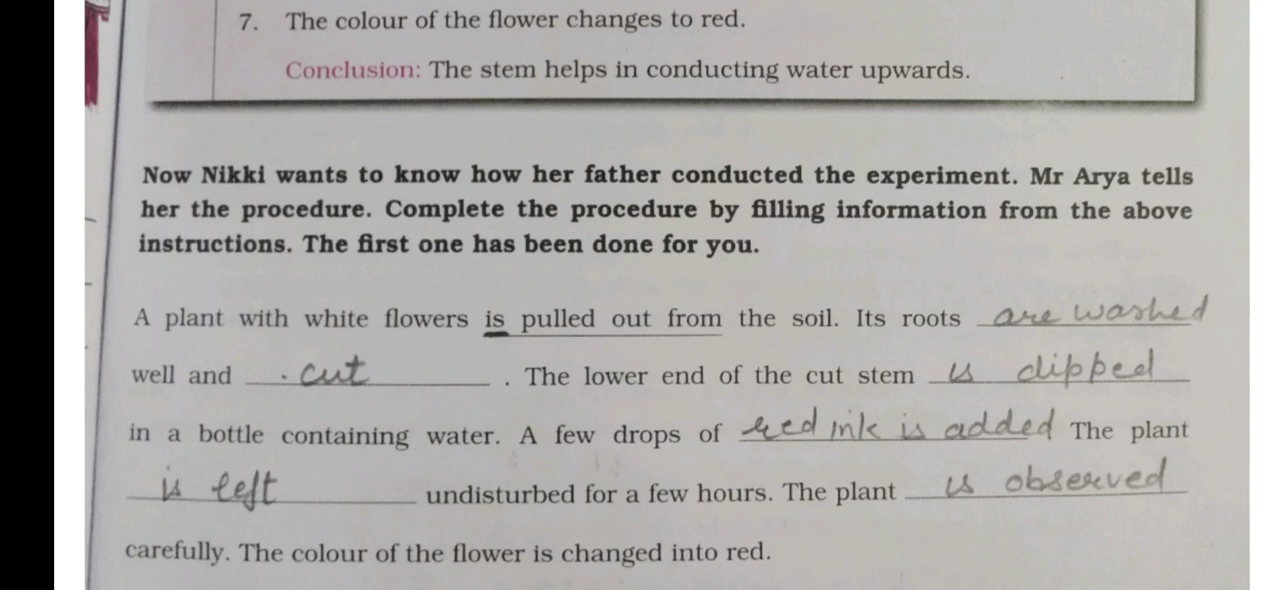 7. The colour of the flower changes to red.
Conclusion: The stem helps in conducting water upwards.
Now Nikki wants to know how her father conducted the experiment. Mr Arya tells
her the procedure. Complete the procedure by filling information from the above
instructions. The first one has been done for you.
A plant with white flowers is pulled out from the soil. Its roots are washed
well and cut . The lower end of the cut stem is dipped
in a bottle containing water. A few drops of red ink is added The plant
is left undisturbed for a few hours. The plant is observed
carefully. The colour of the flower is changed into red.